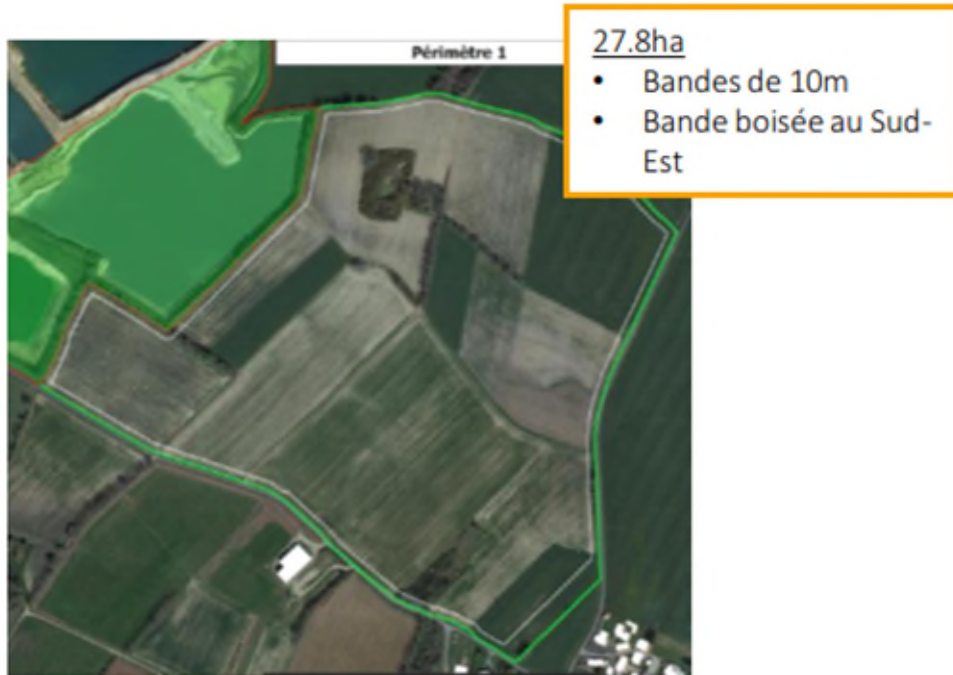 Périmètre 1
27.8ha
• Bandes de 10m
• Bande boisée au Sud-
Est